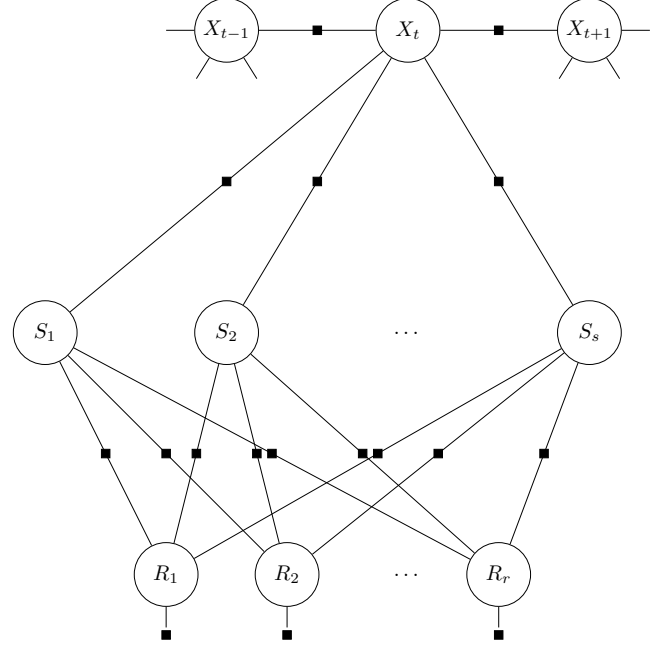 X_{t−1} X_t X_{t+1}
S_1 S_2 ... S_s
R_1 R_2 ... R_r